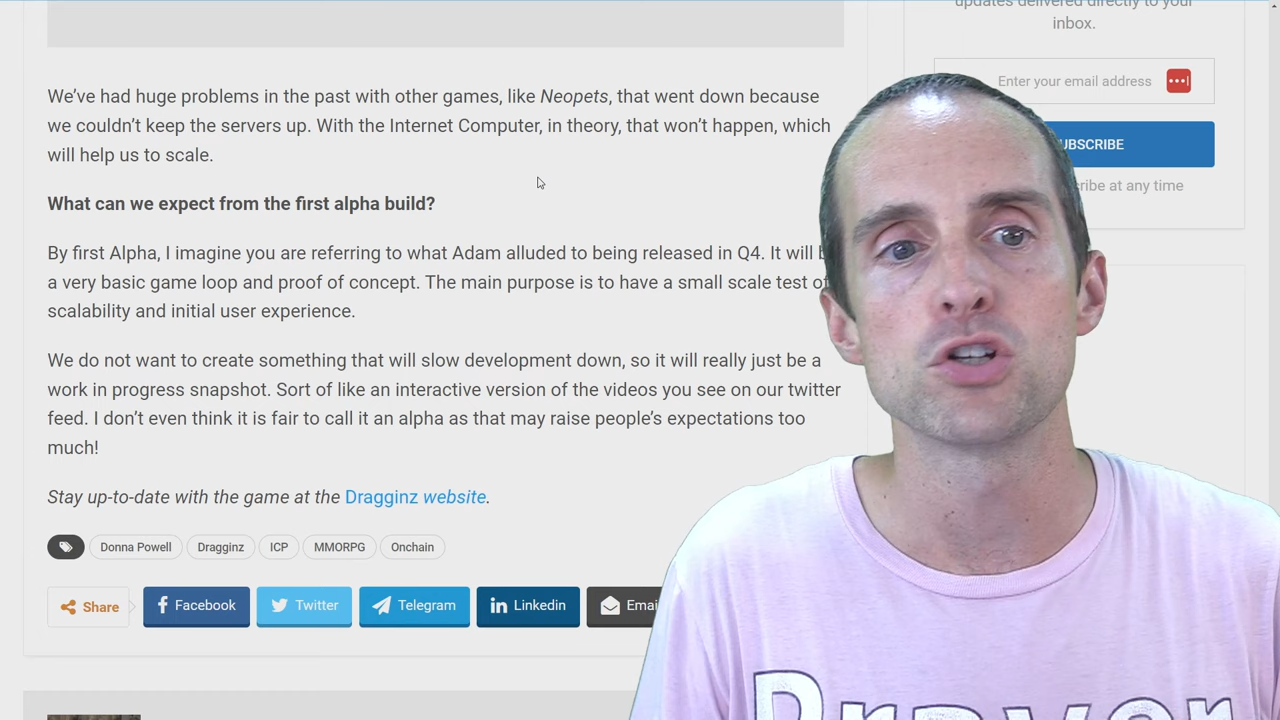 updates delivered directly to your
inbox.
Enter your email address
We've had huge problems in the past with other games, like Neopets, that went down because
we couldn't keep the servers up. With the Internet Computer, in theory, that won't happen, which
will help us to scale.
UBSCRIBE
cribe at any time
What can we expect from the first alpha build?
By first Alpha, I imagine you are referring to what Adam alluded to being released in Q4. It will b
a very basic game loop and proof of concept. The main purpose is to have a small scale test of
scalability and initial user experience.
We do not want to create something that will slow development down, so it will really just be a
work in progress snapshot. Sort of like an interactive version of the videos you see on our twitter
feed. I don't even think it is fair to call it an alpha as that may raise people's expectations too
much!
Stay up-to-date with the game at the Dragginz website.
Donna Powell Dragginz ICP MMORPG Onchain
Share Facebook Twitter Telegram Linkedin Emai
Prayer